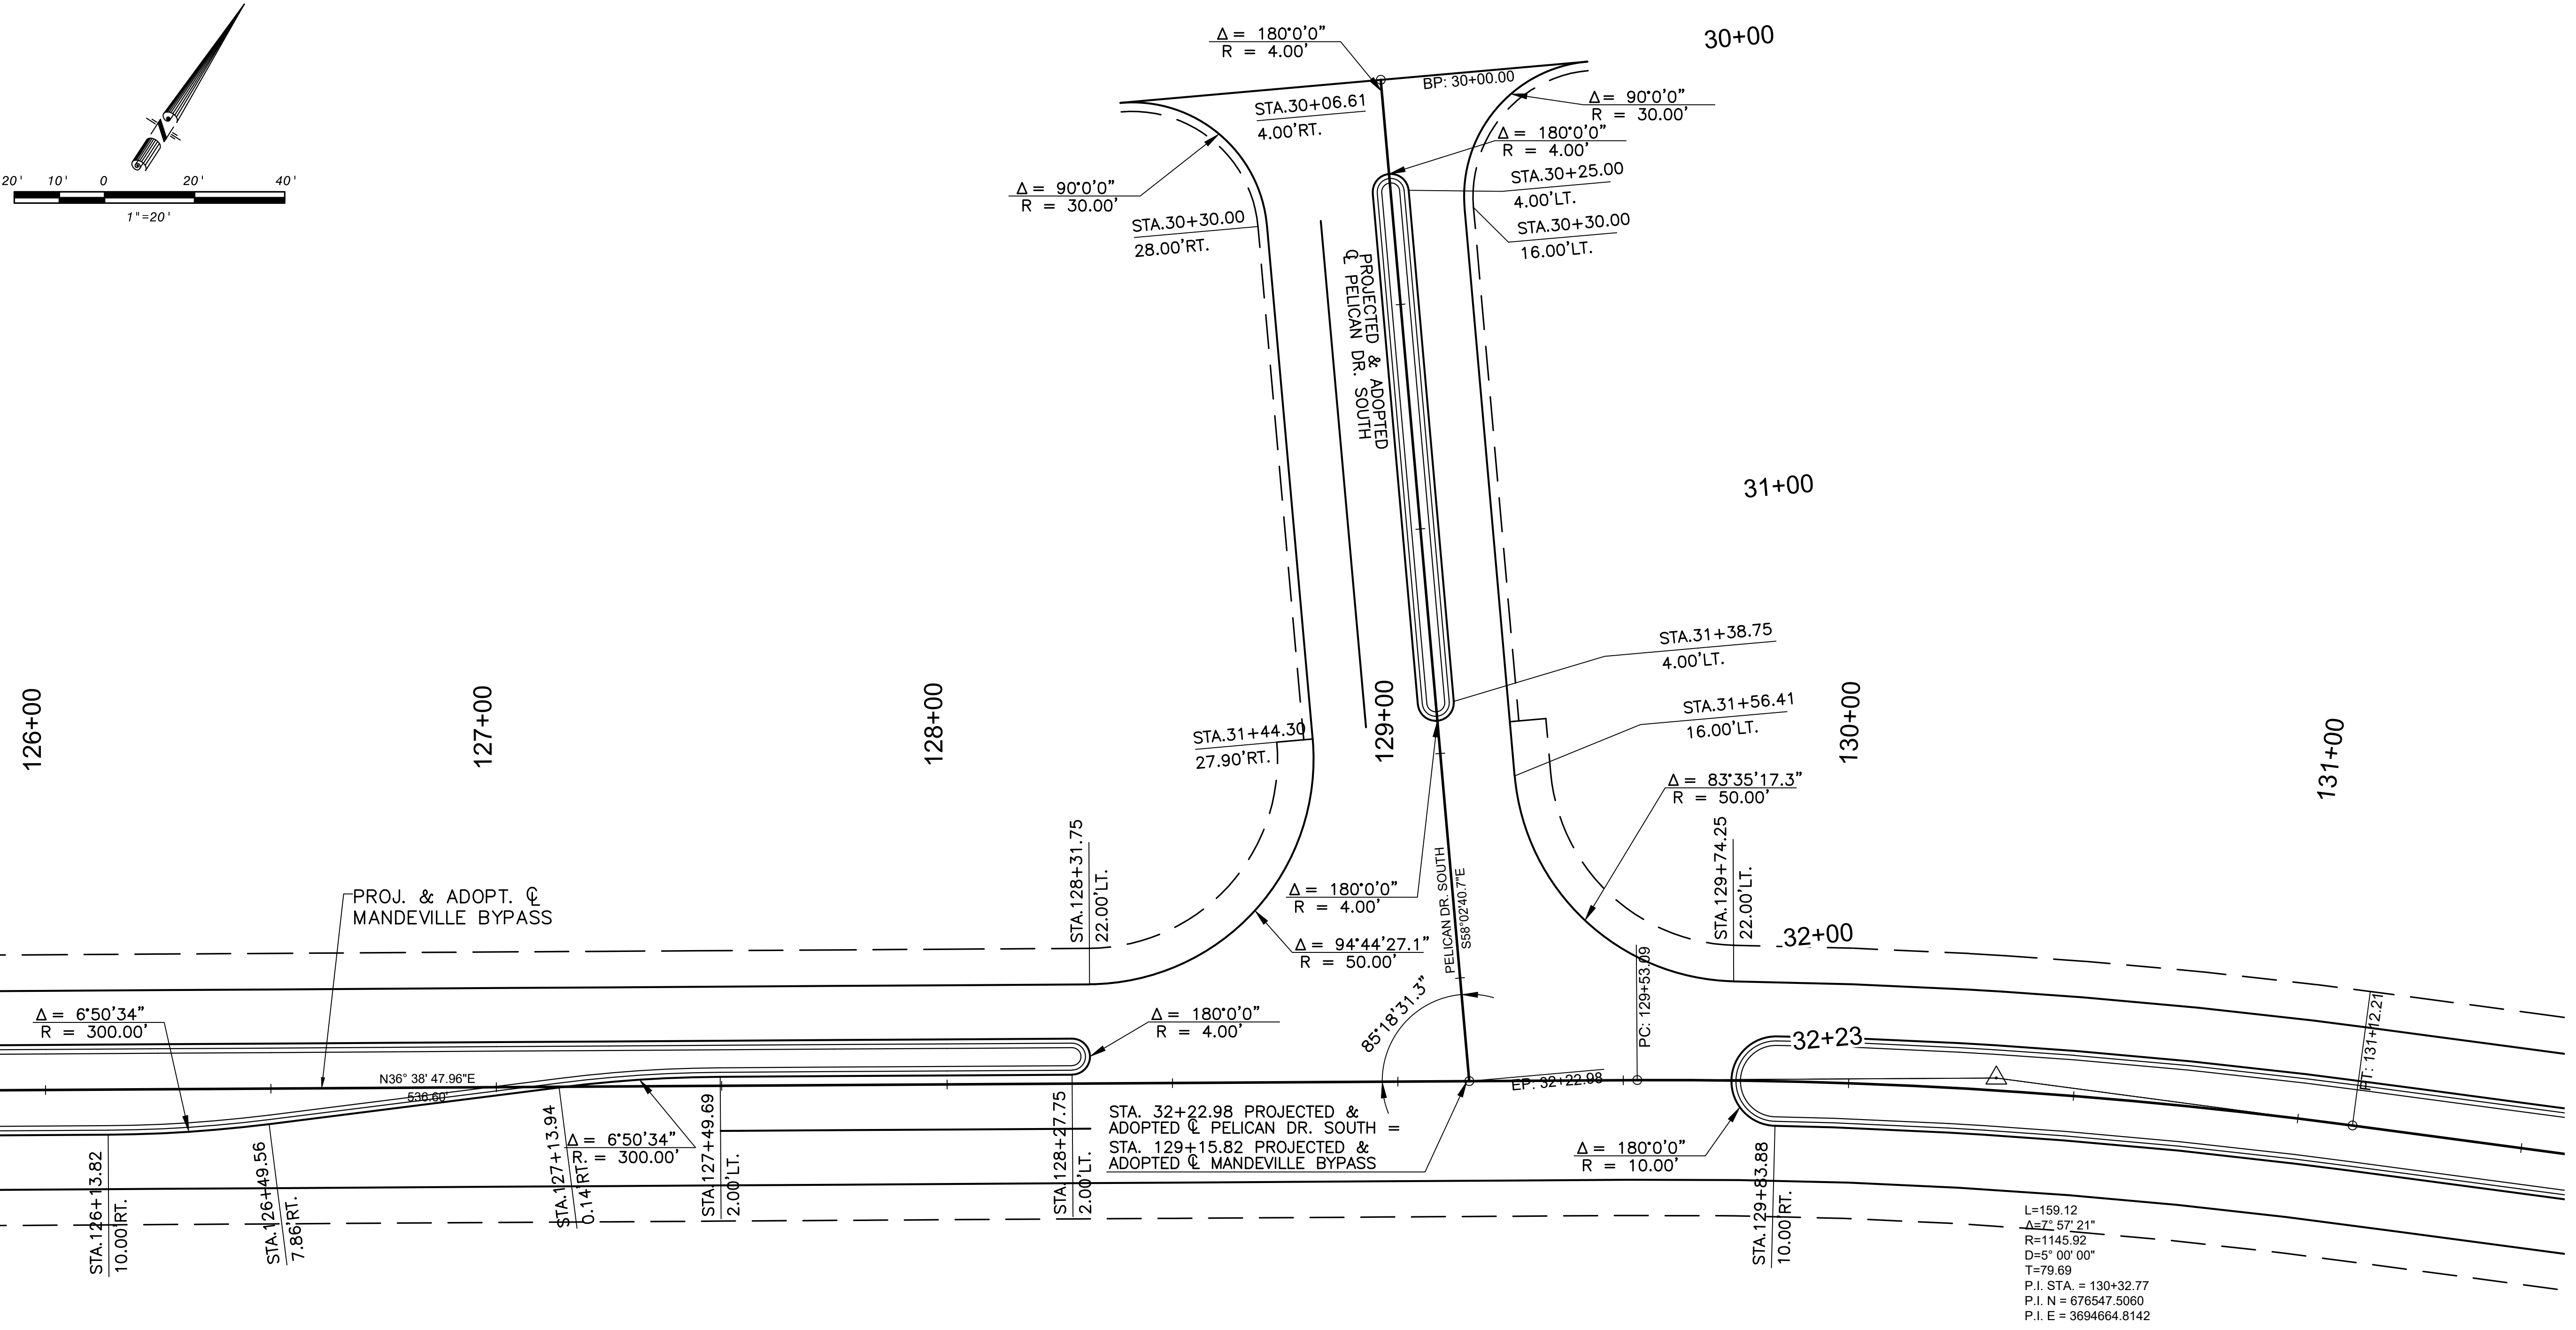 20' 10' 0 20' 40'
1"=20'
N
Δ = 180°0'0"
R = 4.00'
BP: 30+00.00
30+00
STA.30+06.61
4.00'RT.
Δ = 90°0'0"
R = 30.00'
Δ = 180°0'0"
R = 4.00'
STA.30+25.00
4.00'LT.
STA.30+30.00
16.00'LT.
Δ = 90°0'0"
R = 30.00'
STA.30+30.00
28.00'RT.
PROJECTED & ADOPTED
℄ PELICAN DR. SOUTH
31+00
STA.31+38.75
4.00'LT.
STA.31+56.41
16.00'LT.
STA.31+44.30
27.90'RT.
126+00
127+00
128+00
129+00
130+00
131+00
Δ = 83°35'17.3"
R = 50.00'
STA.128+31.75
22.00'LT.
STA.129+74.25
22.00'LT.
PROJ. & ADOPT. ℄
MANDEVILLE BYPASS
Δ = 180°0'0"
R = 4.00'
PELICAN DR. SOUTH
S58°02'40.7"E
Δ = 94°44'27.1"
R = 50.00'
32+00
PC: 129+53.09
85°18'31.3"
Δ = 6°50'34"
R = 300.00'
Δ = 180°0'0"
R = 4.00'
32+23
PT: 131+12.21
N36° 38' 47.96"E
536.60'
EP: 32+22.98
STA. 32+22.98 PROJECTED &
ADOPTED ℄ PELICAN DR. SOUTH =
STA. 129+15.82 PROJECTED &
ADOPTED ℄ MANDEVILLE BYPASS
Δ = 6°50'34"
R. = 300.00'
Δ = 180°0'0"
R = 10.00'
STA.126+13.82
10.00'RT.
STA.126+49.56
7.86'RT.
STA.127+13.94
0.14'RT.
STA.127+49.69
2.00'LT.
STA.128+27.75
2.00'LT.
STA.129+83.88
10.00'RT.
L=159.12
Δ=7° 57' 21"
R=1145.92
D=5° 00' 00"
T=79.69
P.I. STA. = 130+32.77
P.I. N = 676547.5060
P.I. E = 3694664.8142